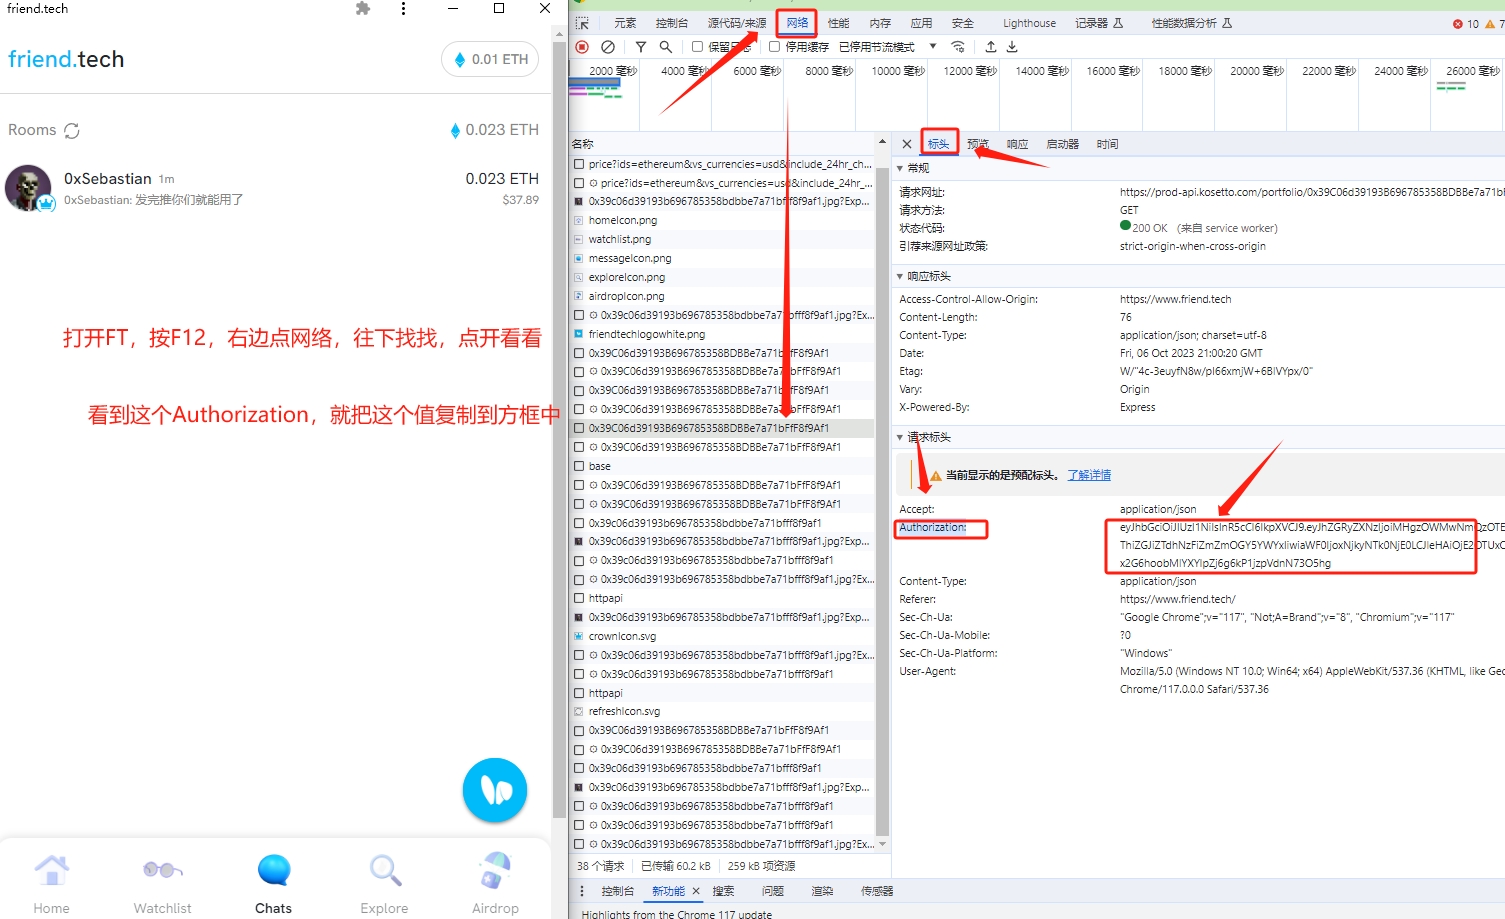 friend.tech
friend.tech
0.01 ETH
Rooms
0.023 ETH
0xSebastian 1m
0.023 ETH
0xSebastian: 发完推你们就能用了
$37.89
打开FT，按F12，右边点网络，往下找找，点开看看
看到这个Authorization，就把这个值复制到方框中
Home
Watchlist
Chats
Explore
Airdrop
元素
控制台
源代码/来源
网络
性能
内存
应用
安全
Lighthouse
记录器
性能数据分析
10
7
停用缓存
已停用节流模式
2000 毫秒
4000 毫秒
6000 毫秒
8000 毫秒
10000 毫秒
12000 毫秒
14000 毫秒
16000 毫秒
18000 毫秒
20000 毫秒
22000 毫秒
24000 毫秒
26000 毫秒
名称
price?ids=ethereum&vs_currencies=usd&include_24hr_ch...
price?ids=ethereum&vs_currencies=usd&include_24hr_...
0x39c06d39193b696785358bdbbe7a71bfff8f9af1.jpg?Exp...
homeIcon.png
watchlist.png
messageIcon.png
exploreIcon.png
airdropIcon.png
0x39c06d39193b696785358bdbbe7a71bfff8f9af1.jpg?Ex...
friendtechlogowhite.png
0x39C06d39193B696785358BDBBe7a71bFfF8f9Af1
0x39C06d39193B696785358BDBBe7a71bFfF8f9Af1
0x39C06d39193B696785358BDBBe7a71bFfF8f9Af1
0x39C06d39193B696785358BDBBe7a71bFfF8f9Af1
0x39C06d39193B696785358BDBBe7a71bFfF8f9Af1
0x39C06d39193B696785358BDBBe7a71bFfF8f9Af1
base
0x39C06d39193B696785358BDBBe7a71bFfF8f9Af1
0x39C06d39193B696785358BDBBe7a71bFfF8f9Af1
0x39c06d39193b696785358bdbbe7a71bfff8f9af1
0x39c06d39193b696785358bdbbe7a71bfff8f9af1.jpg?Exp...
0x39c06d39193b696785358bdbbe7a71bfff8f9af1
0x39c06d39193b696785358bdbbe7a71bfff8f9af1.jpg?Ex...
httpapi
0x39c06d39193b696785358bdbbe7a71bfff8f9af1.jpg?Exp...
crownIcon.svg
0x39c06d39193b696785358bdbbe7a71bfff8f9af1.jpg?Ex...
0x39c06d39193b696785358bdbbe7a71bfff8f9af1
httpapi
refreshIcon.svg
0x39C06d39193B696785358BDBBe7a71bFfF8f9Af1
0x39C06d39193B696785358BDBBe7a71bFfF8f9Af1
0x39c06d39193b696785358bdbbe7a71bfff8f9af1
0x39c06d39193b696785358bdbbe7a71bfff8f9af1.jpg?Exp...
0x39c06d39193b696785358bdbbe7a71bfff8f9af1
0x39c06d39193b696785358bdbbe7a71bfff8f9af1
0x39c06d39193b696785358bdbbe7a71bfff8f9af1.jpg?Ex...
38 个请求
已传输 60.2 kB
259 kB 项资源
标头
预览
响应
启动器
时间
常规
请求网址: https://prod-api.kosetto.com/portfolio/0x39C06d39193B696785358BDBBe7a71bF
请求方法: GET
状态代码: 200 OK （来自 service worker）
引荐来源网址政策: strict-origin-when-cross-origin
响应标头
Access-Control-Allow-Origin: https://www.friend.tech
Content-Length: 76
Content-Type: application/json; charset=utf-8
Date: Fri, 06 Oct 2023 21:00:20 GMT
Etag:
Vary: Origin
X-Powered-By: Express
请求标头
当前显示的是预配标头。 了解详情
Accept: application/json
Authorization:
Content-Type: application/json
Referer: https://www.friend.tech/
Sec-Ch-Ua: "Google Chrome";v="117", "Not;A=Brand";v="8", "Chromium";v="117"
Sec-Ch-Ua-Mobile: ?0
Sec-Ch-Ua-Platform: "Windows"
User-Agent: Mozilla/5.0 (Windows NT 10.0; Win64; x64) AppleWebKit/537.36 (KHTML, like Gec
Chrome/117.0.0.0 Safari/537.36
控制台
新功能
搜索
问题
渲染
传感器
Highlights from the Chrome 117 update